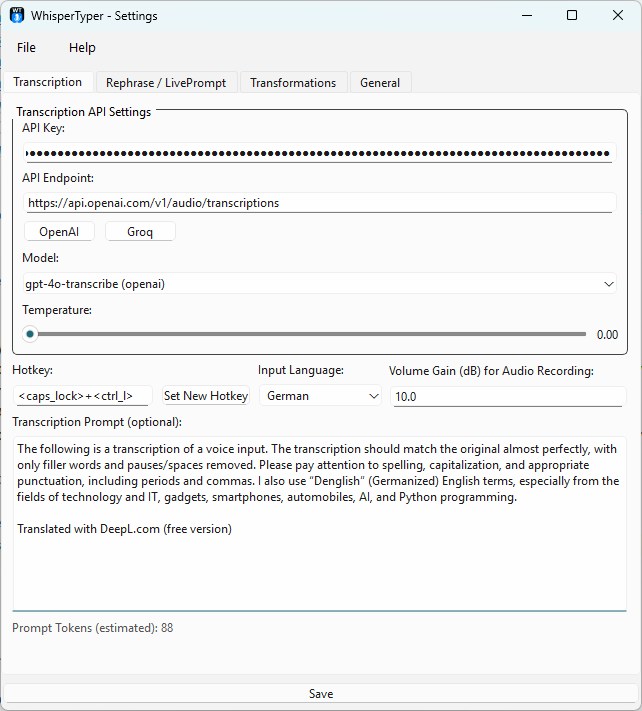 WT
WhisperTyper - Settings
File Help
Transcription Rephrase / LivePrompt Transformations General
Transcription API Settings
API Key:
API Endpoint:
https://api.openai.com/v1/audio/transcriptions
OpenAI Groq
Model:
gpt-4o-transcribe (openai)
Temperature:
0.00
Hotkey: Input Language: Volume Gain (dB) for Audio Recording:
<caps_lock>+<ctrl_l> Set New Hotkey German 10.0
Transcription Prompt (optional):
The following is a transcription of a voice input. The transcription should match the original almost perfectly, with
only filler words and pauses/spaces removed. Please pay attention to spelling, capitalization, and appropriate
punctuation, including periods and commas. I also use “Denglish” (Germanized) English terms, especially from the
fields of technology and IT, gadgets, smartphones, automobiles, AI, and Python programming.
Translated with DeepL.com (free version)
Prompt Tokens (estimated): 88
Save